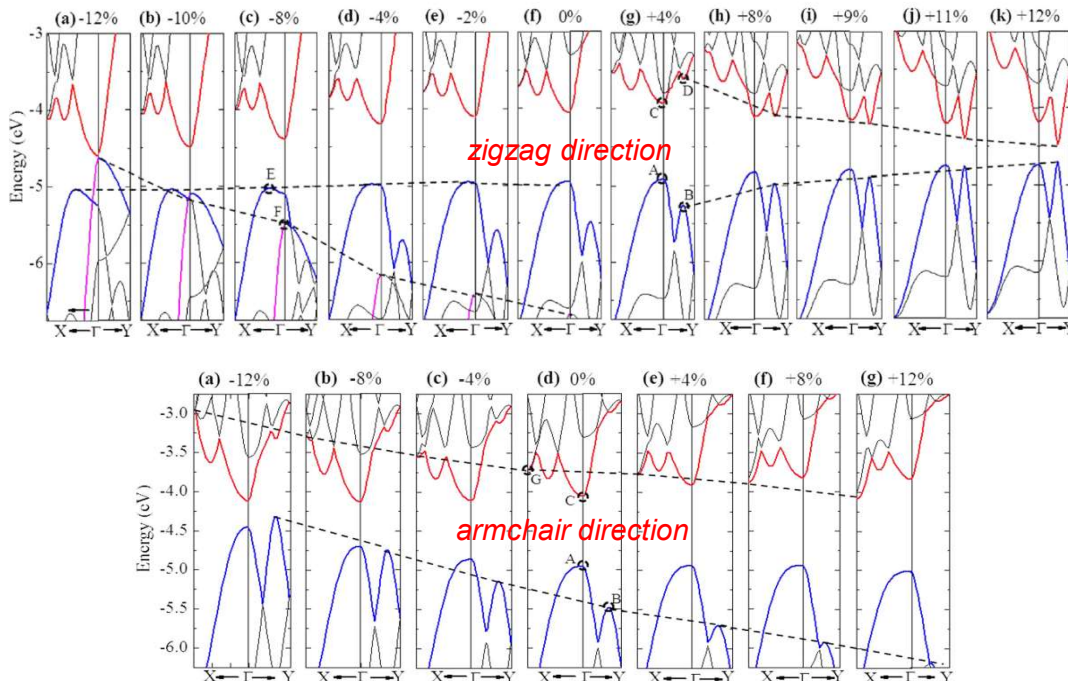 (a) -12% (b) -10% (c) -8% (d) -4% (e) -2% (f) 0% (g) +4% (h) +8% (i) +9% (j) +11% (k) +12%
-3
-4
-5
-6
Energy (eV)
D
C
zigzag direction
E
A
B
F
X Γ Y X Γ Y X Γ Y X Γ Y X Γ Y X Γ Y X Γ Y X Γ Y X Γ Y X Γ Y X Γ Y
(a) -12% (b) -8% (c) -4% (d) 0% (e) +4% (f) +8% (g) +12%
-3.0
-3.5
-4.0
-4.5
-5.0
-5.5
-6.0
Energy (eV)
G
C
armchair direction
A
B
X Γ Y X Γ Y X Γ Y X Γ Y X Γ Y X Γ Y X Γ Y